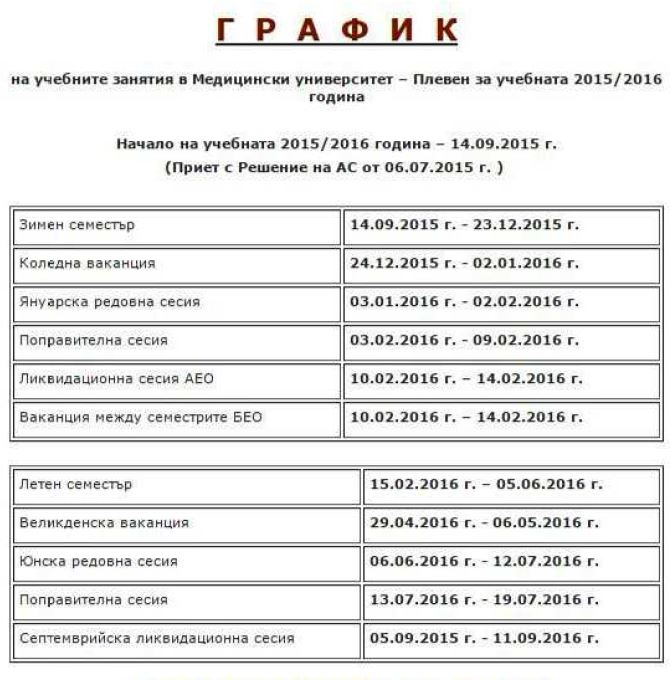 Г Р А Ф И К
на учебните занятия в Медицински университет – Плевен за учебната 2015/2016
година
Начало на учебната 2015/2016 година – 14.09.2015 г.
(Приет с Решение на АС от 06.07.2015 г. )
Зимен семестър 14.09.2015 г. - 23.12.2015 г.
Коледна ваканция 24.12.2015 г. - 02.01.2016 г.
Януарска редовна сесия 03.01.2016 г. - 02.02.2016 г.
Поправителна сесия 03.02.2016 г. - 09.02.2016 г.
Ликвидационна сесия АЕО 10.02.2016 г. – 14.02.2016 г.
Ваканция между семестрите БЕО 10.02.2016 г. – 14.02.2016 г.
Летен семестър 15.02.2016 г. – 05.06.2016 г.
Великденска ваканция 29.04.2016 г. - 06.05.2016 г.
Юнска редовна сесия 06.06.2016 г. - 12.07.2016 г.
Поправителна сесия 13.07.2016 г. - 19.07.2016 г.
Септемврийска ликвидационна сесия 05.09.2015 г. - 11.09.2016 г.